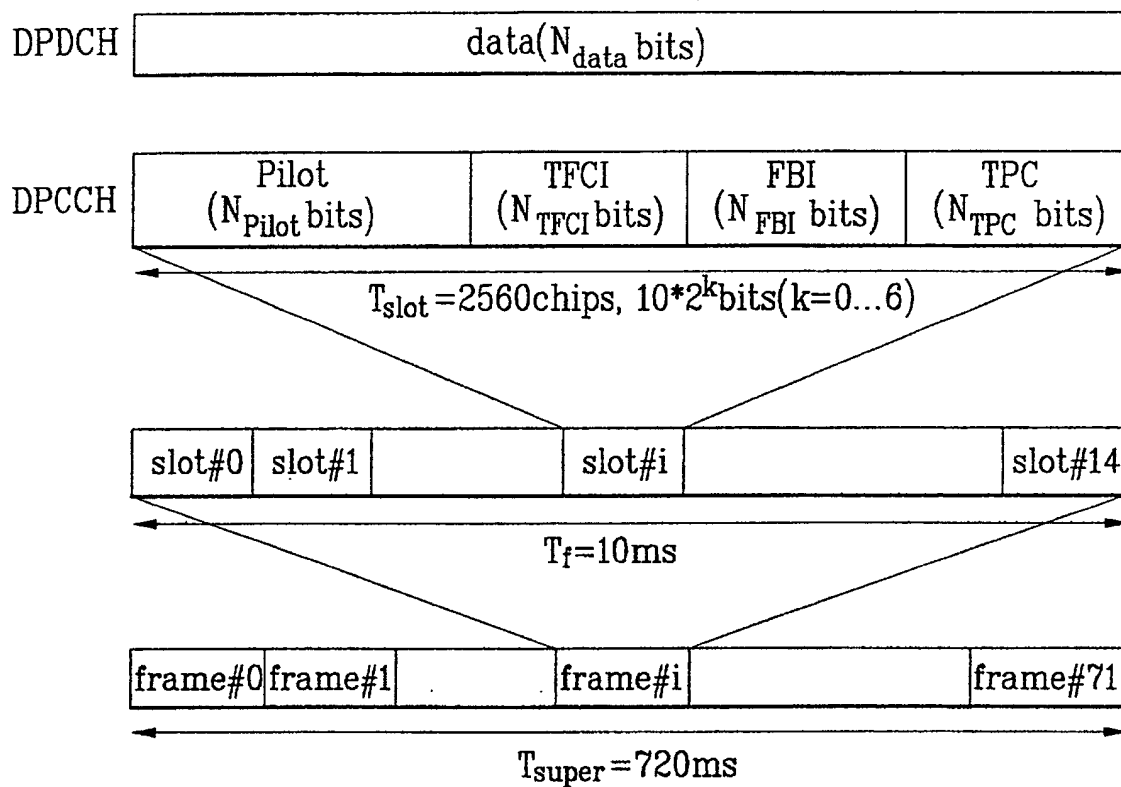 DPDCH data(N_data bits)
DPCCH Pilot (N_Pilot bits) TFCI (N_TFCI bits) FBI (N_FBI bits) TPC (N_TPC bits)
T_slot=2560chips, 10*2^k bits(k=0...6)
slot#0 slot#1 slot#i slot#14
T_f=10ms
frame#0 frame#1 frame#i frame#71
T_super=720ms